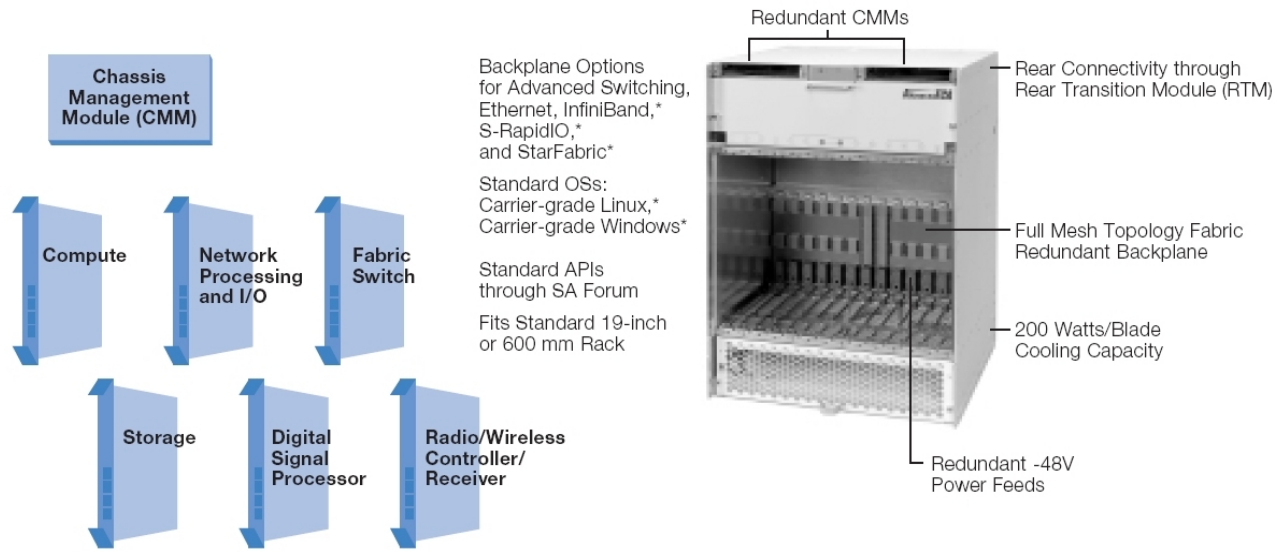 Chassis
Management
Module (CMM)
Compute
Network
Processing
and I/O
Fabric
Switch
Storage
Digital
Signal
Processor
Radio/Wireless
Controller/
Receiver
Backplane Options
for Advanced Switching,
Ethernet, InfiniBand,*
S-RapidIO,*
and StarFabric*
Standard OSs:
Carrier-grade Linux,*
Carrier-grade Windows*
Standard APIs
through SA Forum
Fits Standard 19-inch
or 600 mm Rack
Redundant CMMs
Rear Connectivity through
Rear Transition Module (RTM)
Full Mesh Topology Fabric
Redundant Backplane
200 Watts/Blade
Cooling Capacity
Redundant -48V
Power Feeds